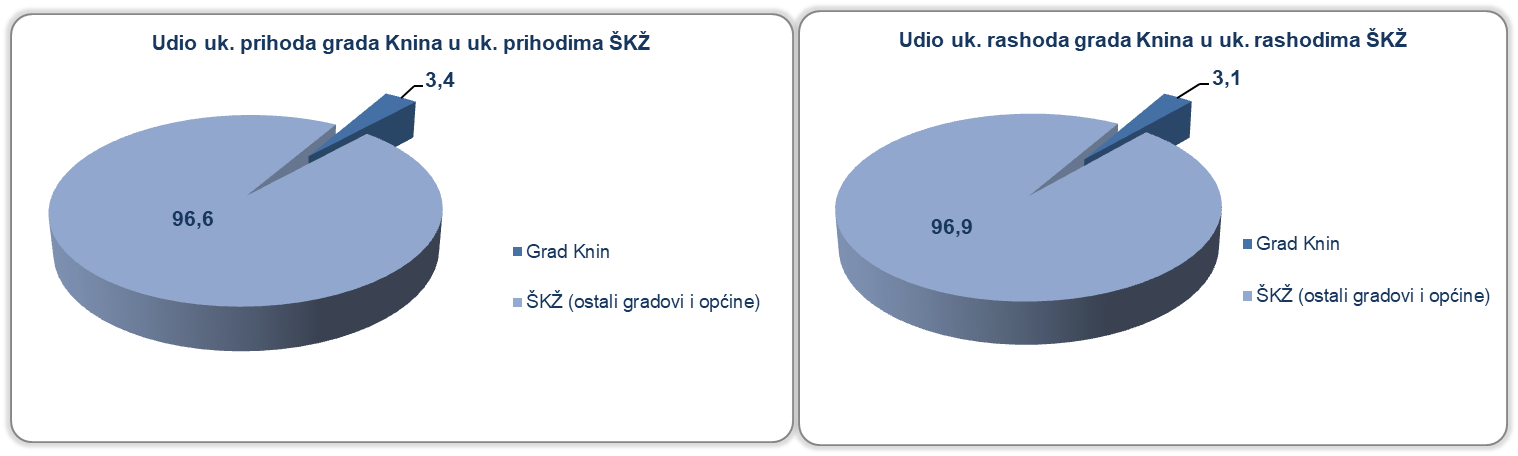 Udio uk. prihoda grada Knina u uk. prihodima ŠKŽ
3,4
96,6
Grad Knin
ŠKŽ (ostali gradovi i općine)
Udio uk. rashoda grada Knina u uk. rashodima ŠKŽ
3,1
96,9
Grad Knin
ŠKŽ (ostali gradovi i općine)